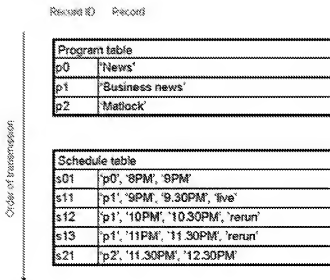 Record ID Record
Program table
p0 'News'
p1 'Business news'
p2 'Matlock'
Schedule table
s01 'p0', '8PM', '9PM'
s11 'p1', '9PM', '9.30PM', 'live'
s12 'p1', '10PM', '10.30PM', 'rerun'
s13 'p1', '11PM', '11.30PM', 'rerun'
s21 'p2', '11.30PM', '12.30PM'
Order of transmission